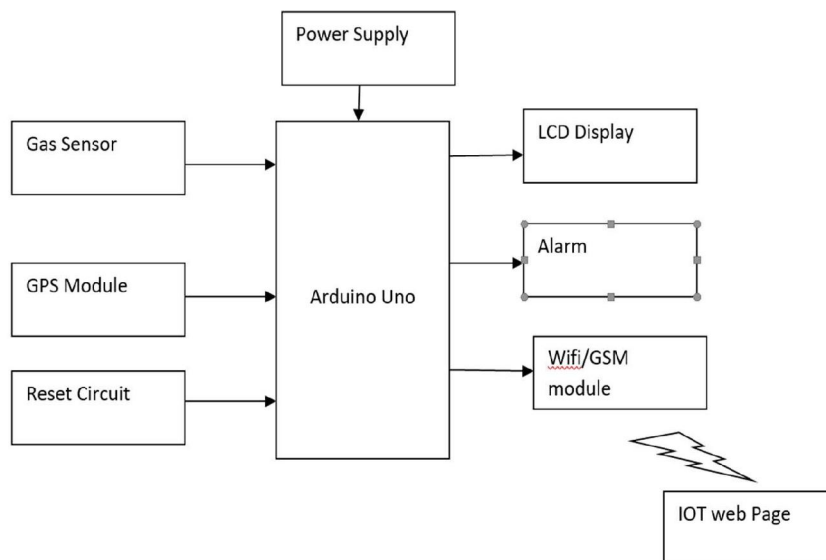 Power Supply
Gas Sensor
LCD Display
Alarm
GPS Module
Arduino Uno
Wifi/GSM
module
Reset Circuit
IOT web Page